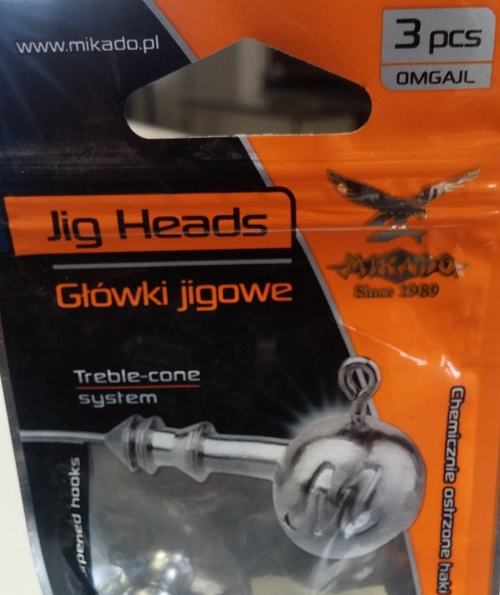 www.mikado.pl
3 pcs
OMGAJL
Jig Heads
MIKADO
Since 1989
Główki jigowe
Treble-cone
system
Chemicznie ostrzone haki
hooks